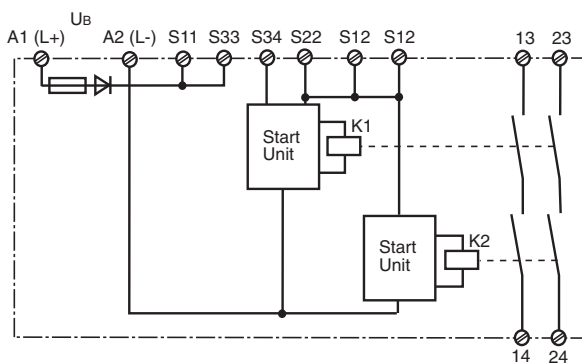 UB
A1 (L+) A2 (L-) S11 S33 S34 S22 S12 S12 13 23
Start
Unit
K1
Start
Unit
K2
14 24